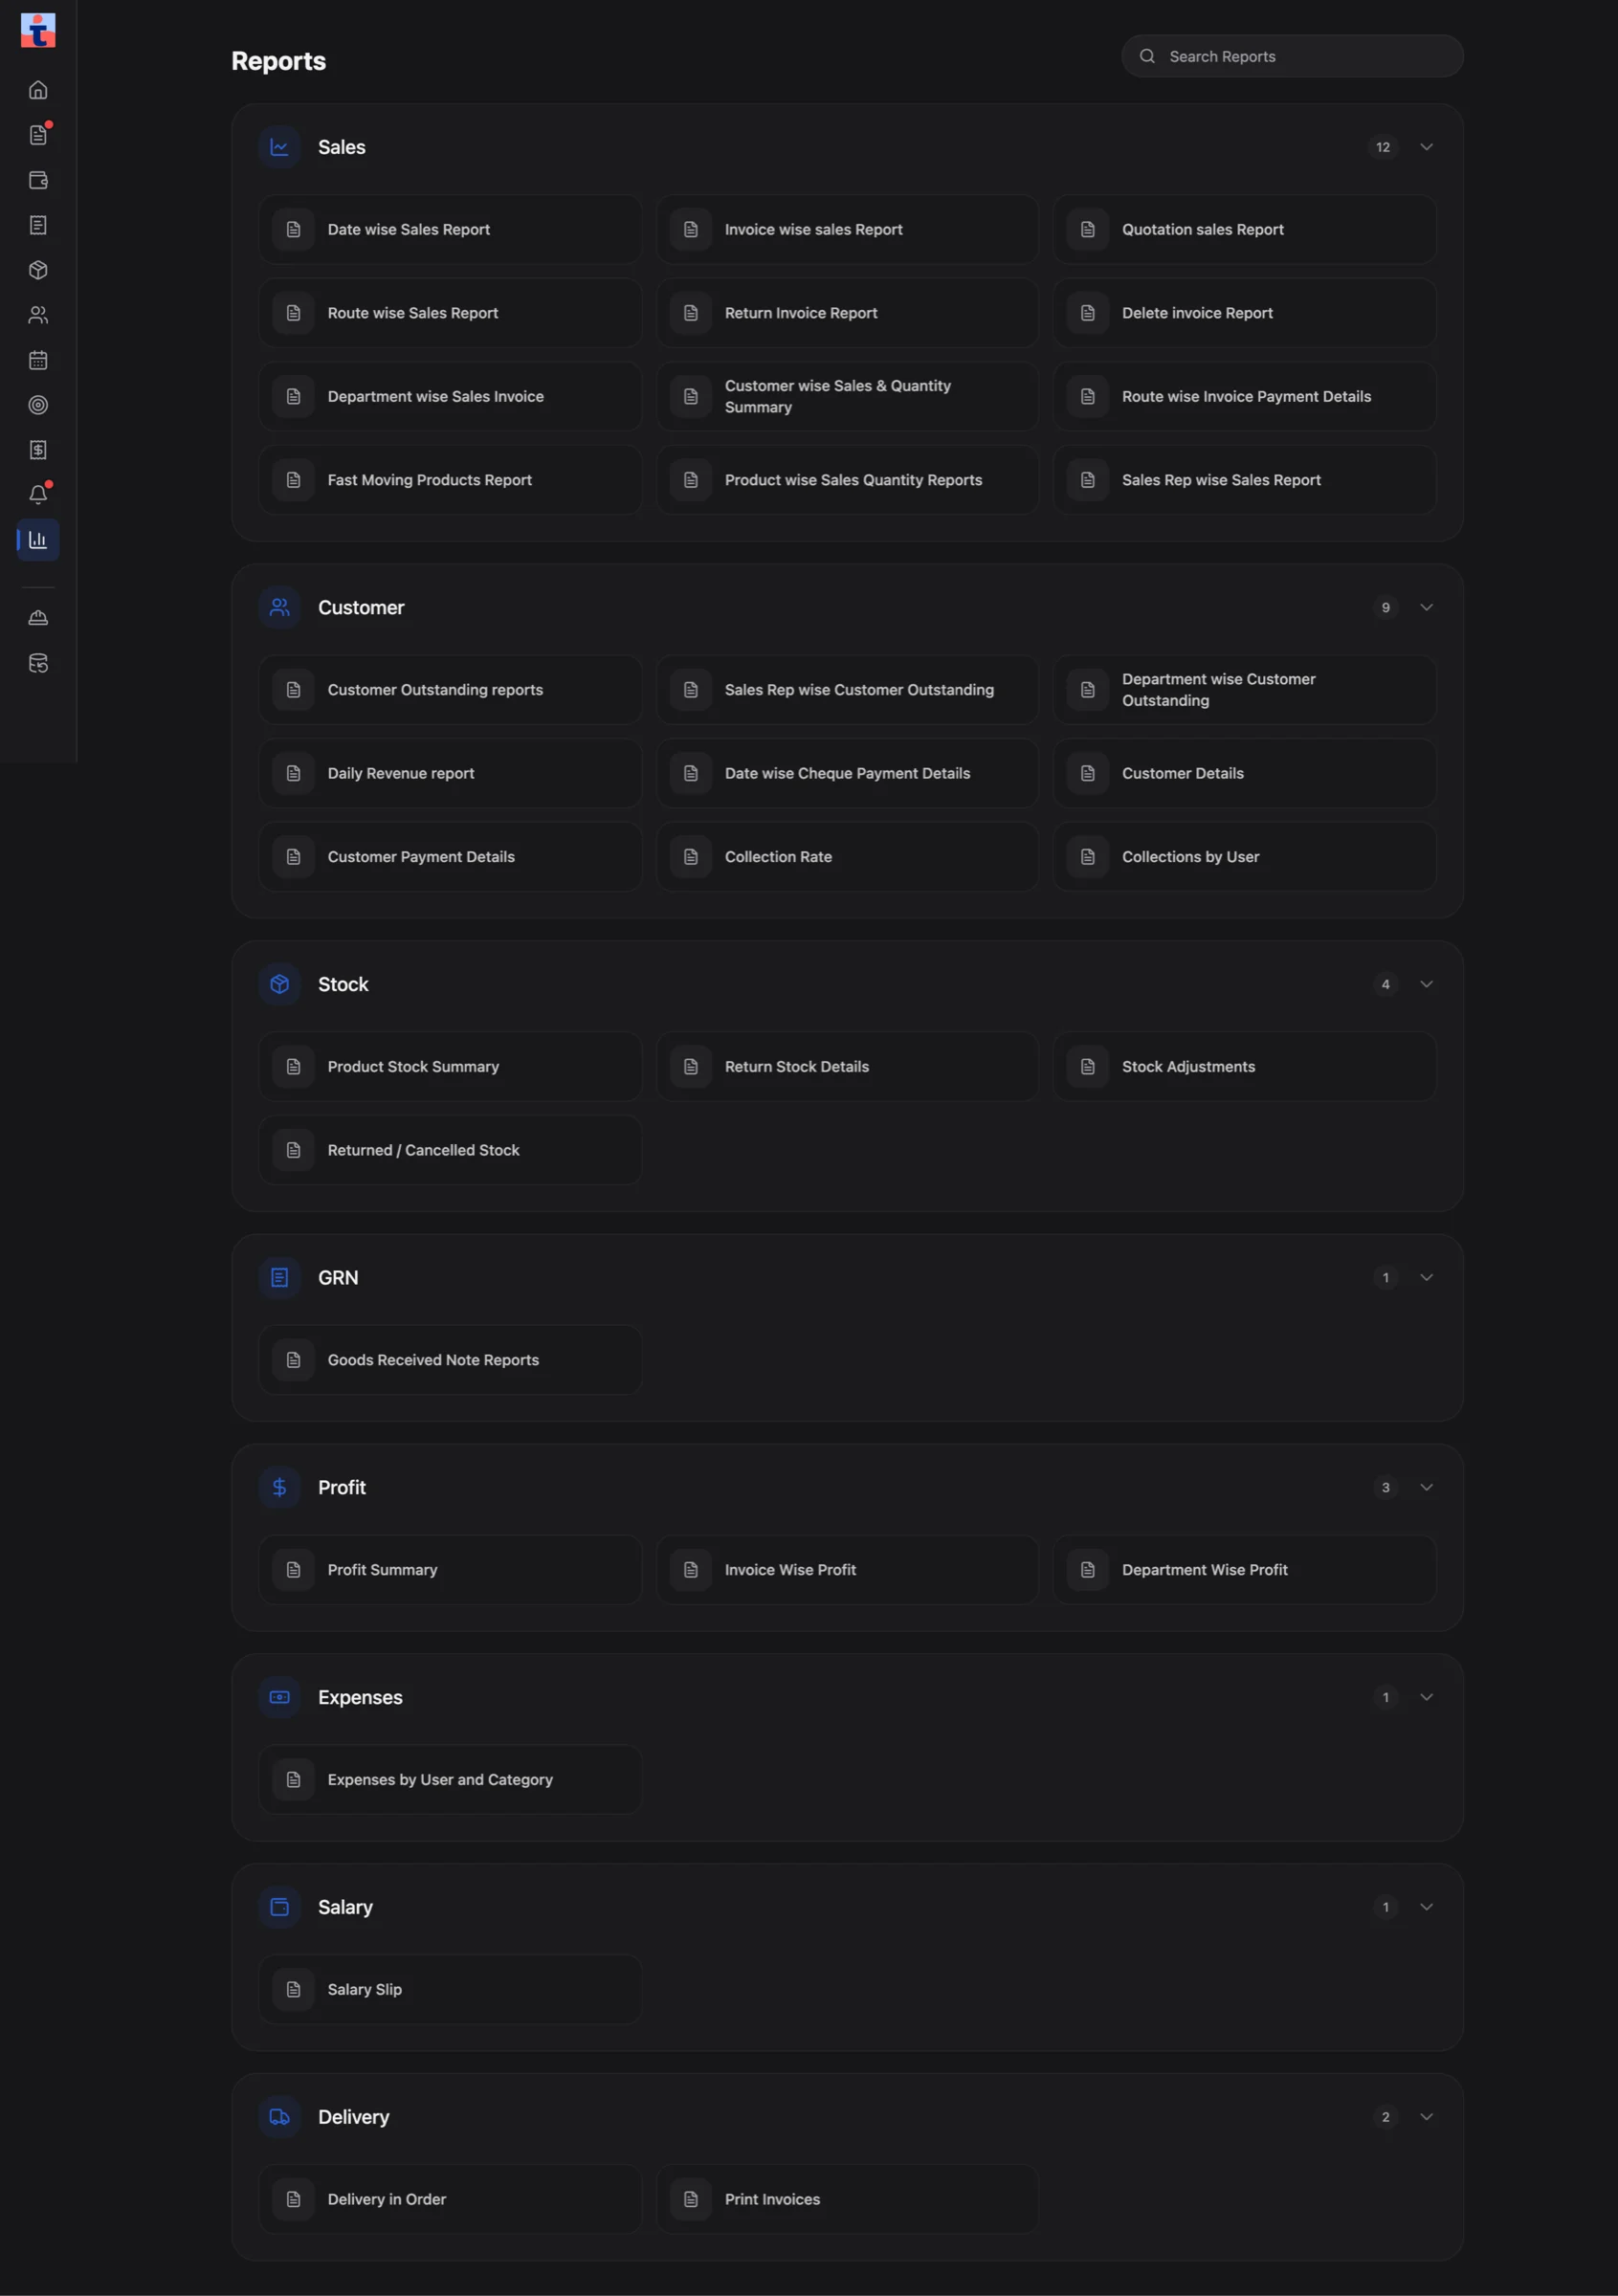 Reports
Search Reports
Sales
12
Date wise Sales Report
Invoice wise sales Report
Quotation sales Report
Route wise Sales Report
Return Invoice Report
Delete invoice Report
Department wise Sales Invoice
Customer wise Sales & Quantity
Summary
Route wise Invoice Payment Details
Fast Moving Products Report
Product wise Sales Quantity Reports
Sales Rep wise Sales Report
Customer
9
Customer Outstanding reports
Sales Rep wise Customer Outstanding
Department wise Customer
Outstanding
Daily Revenue report
Date wise Cheque Payment Details
Customer Details
Customer Payment Details
Collection Rate
Collections by User
Stock
4
Product Stock Summary
Return Stock Details
Stock Adjustments
Returned / Cancelled Stock
GRN
1
Goods Received Note Reports
Profit
3
Profit Summary
Invoice Wise Profit
Department Wise Profit
Expenses
1
Expenses by User and Category
Salary
1
Salary Slip
Delivery
2
Delivery in Order
Print Invoices